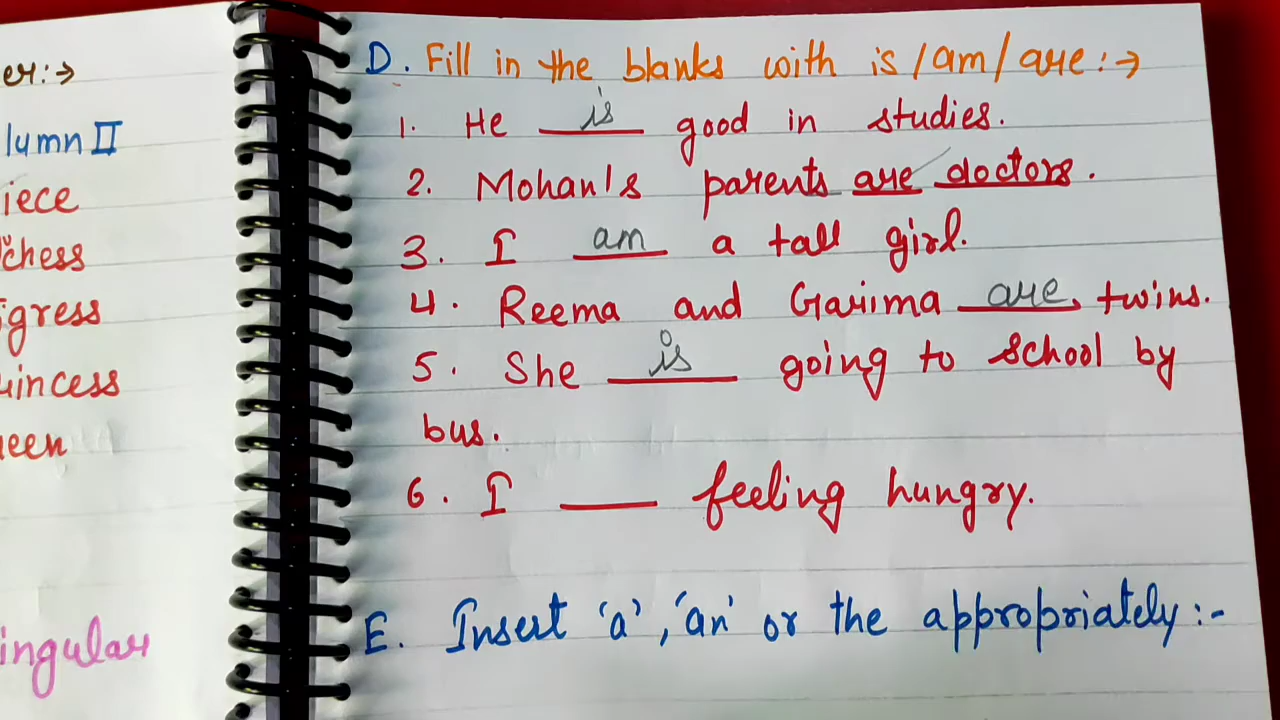 er:→
lumn II
iece
chess
gress
incess
een
ingular
D. Fill in the blanks with is/am/are:→
1. He is good in studies.
2. Mohan's parents are doctors.
3. I am a tall girl.
4. Reema and Garima are twins.
5. She is going to school by
bus.
6. I ____ feeling hungry.
E. Insert 'a', 'an' or the appropriately:-